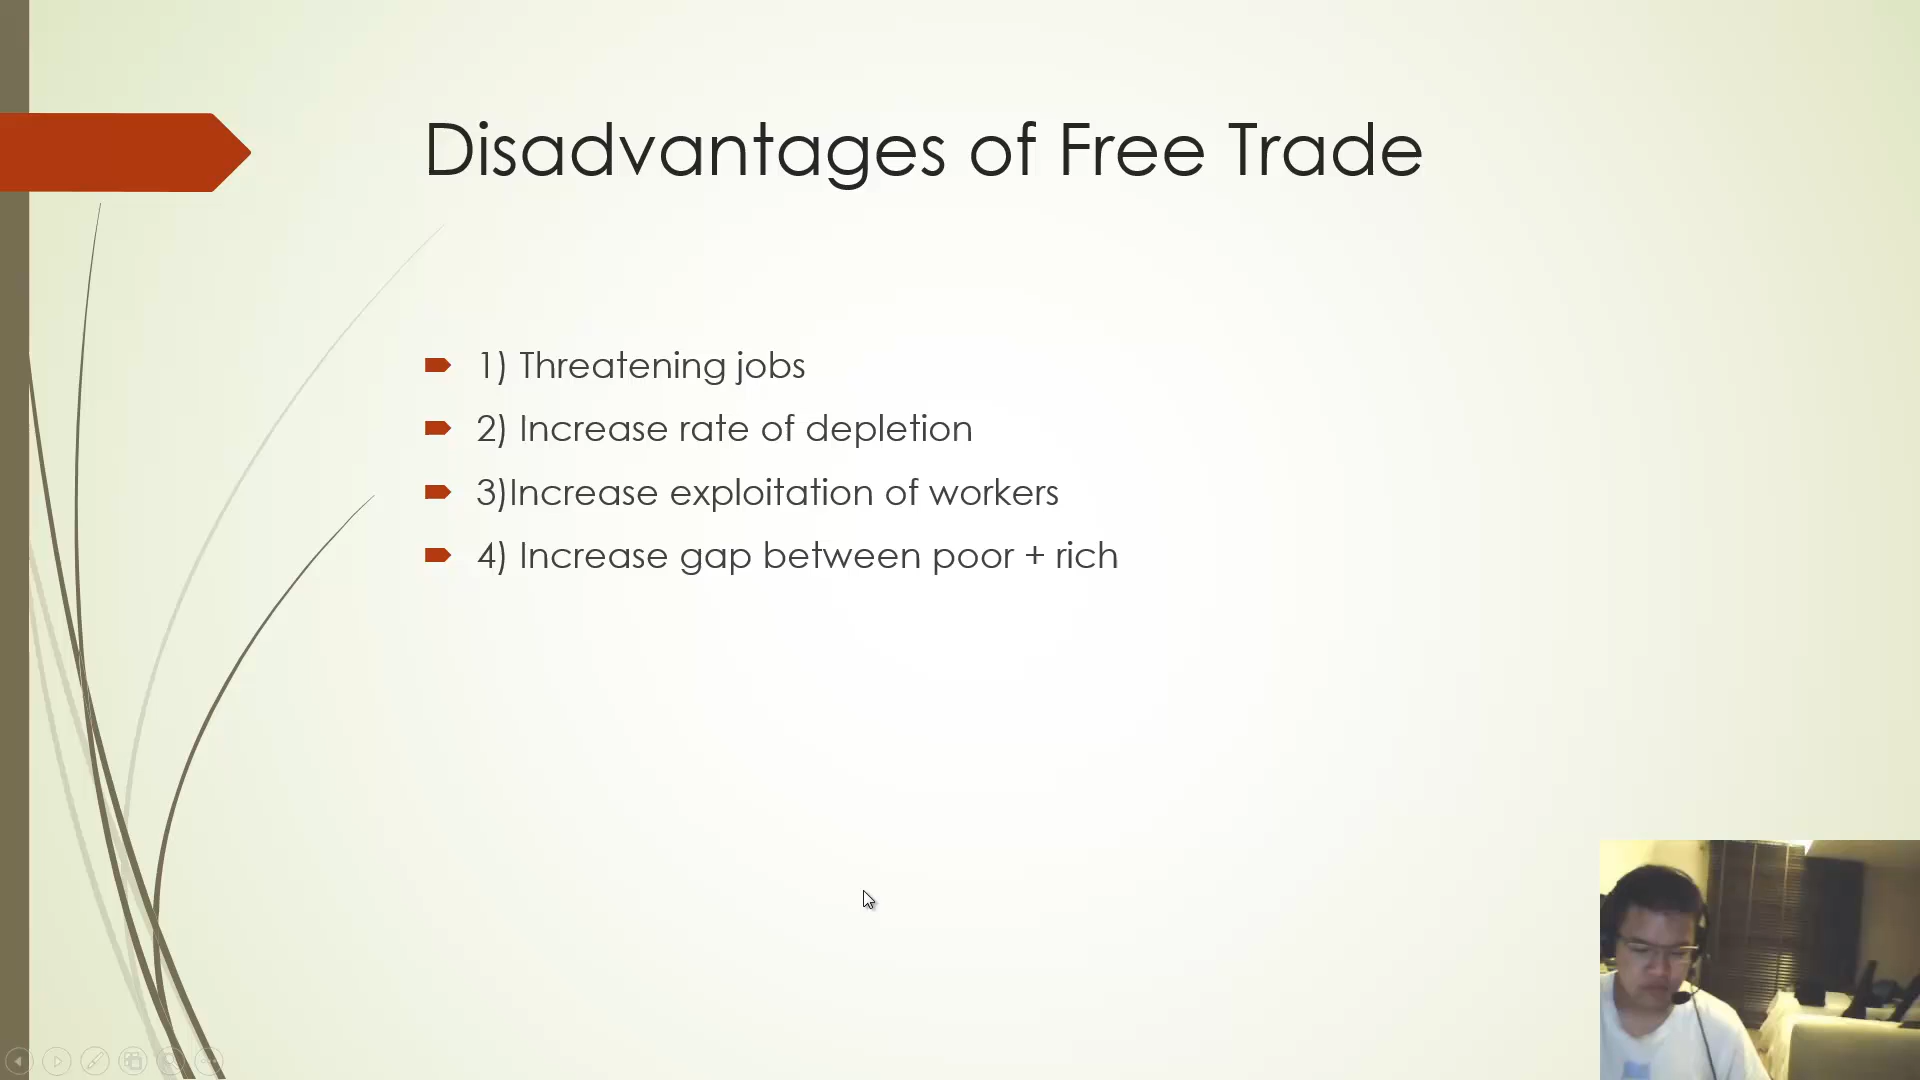 Disadvantages of Free Trade
1) Threatening jobs
2) Increase rate of depletion
3)Increase exploitation of workers
4) Increase gap between poor + rich